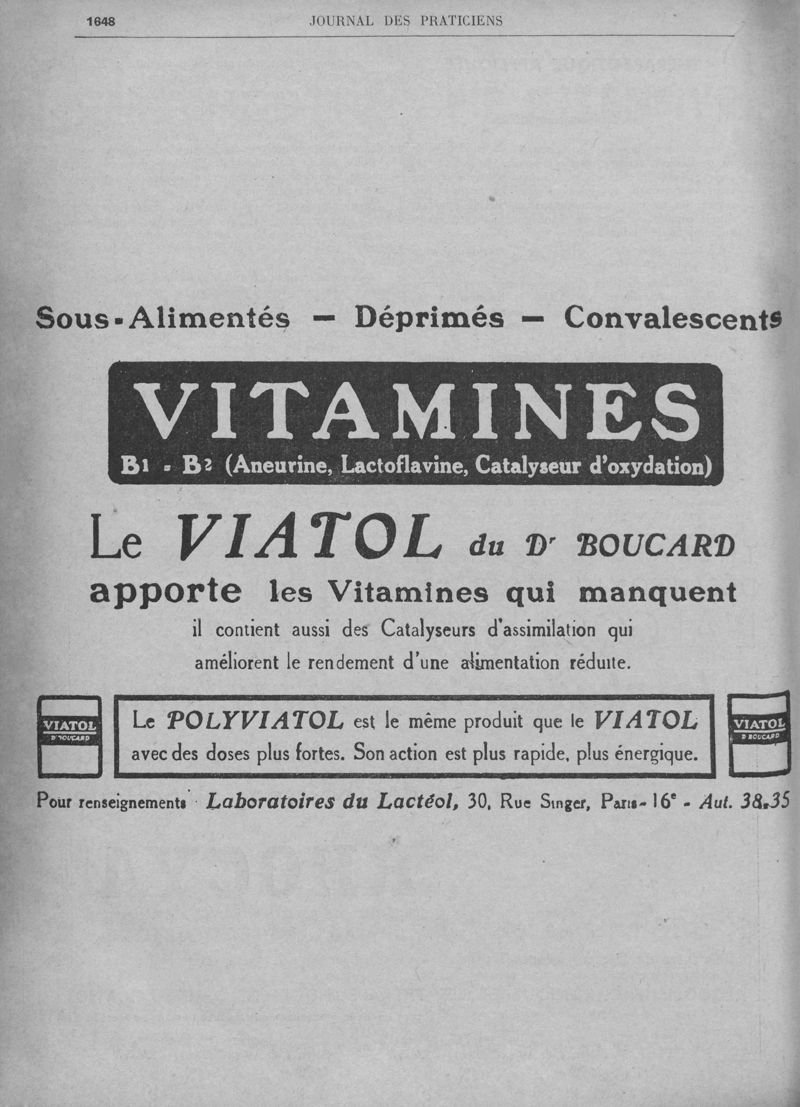 1648
JOURNAL DES PRATICIENS
Sous-Alimentés — Déprimés — Convalescents
VITAMINES
B1 - B2 (Aneurine, Lactoflavine, Catalyseur d'oxydation)
Le VIATOL du Dr BOUCARD
apporte les Vitamines qui manquent
il contient aussi des Catalyseurs d'assimilation qui
améliorent le rendement d'une alimentation réduite.
VIATOL
D BOUCARD
Le POLYVIATOL est le même produit que le VIATOL
avec des doses plus fortes. Son action est plus rapide, plus énergique.
VIATOL
D BOUCARD
Pour renseignements Laboratoires du Lactéol, 30, Rue Singer, Paris-16e - Aut. 38.35